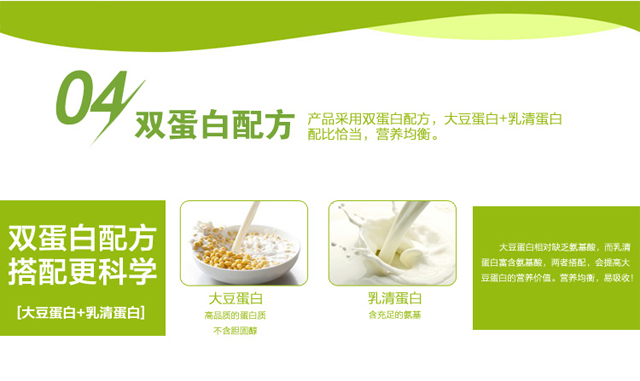 04
双蛋白配方
产品采用双蛋白配方，大豆蛋白+乳清蛋白
配比恰当，营养均衡。
双蛋白配方
搭配更科学
[大豆蛋白+乳清蛋白]
大豆蛋白
高品质的蛋白质
不含胆固醇
乳清蛋白
含充足的氨基
大豆蛋白相对缺乏氨基酸，而乳清
蛋白富含氨基酸，两者搭配，会提高大
豆蛋白的营养价值。营养均衡，易吸收！